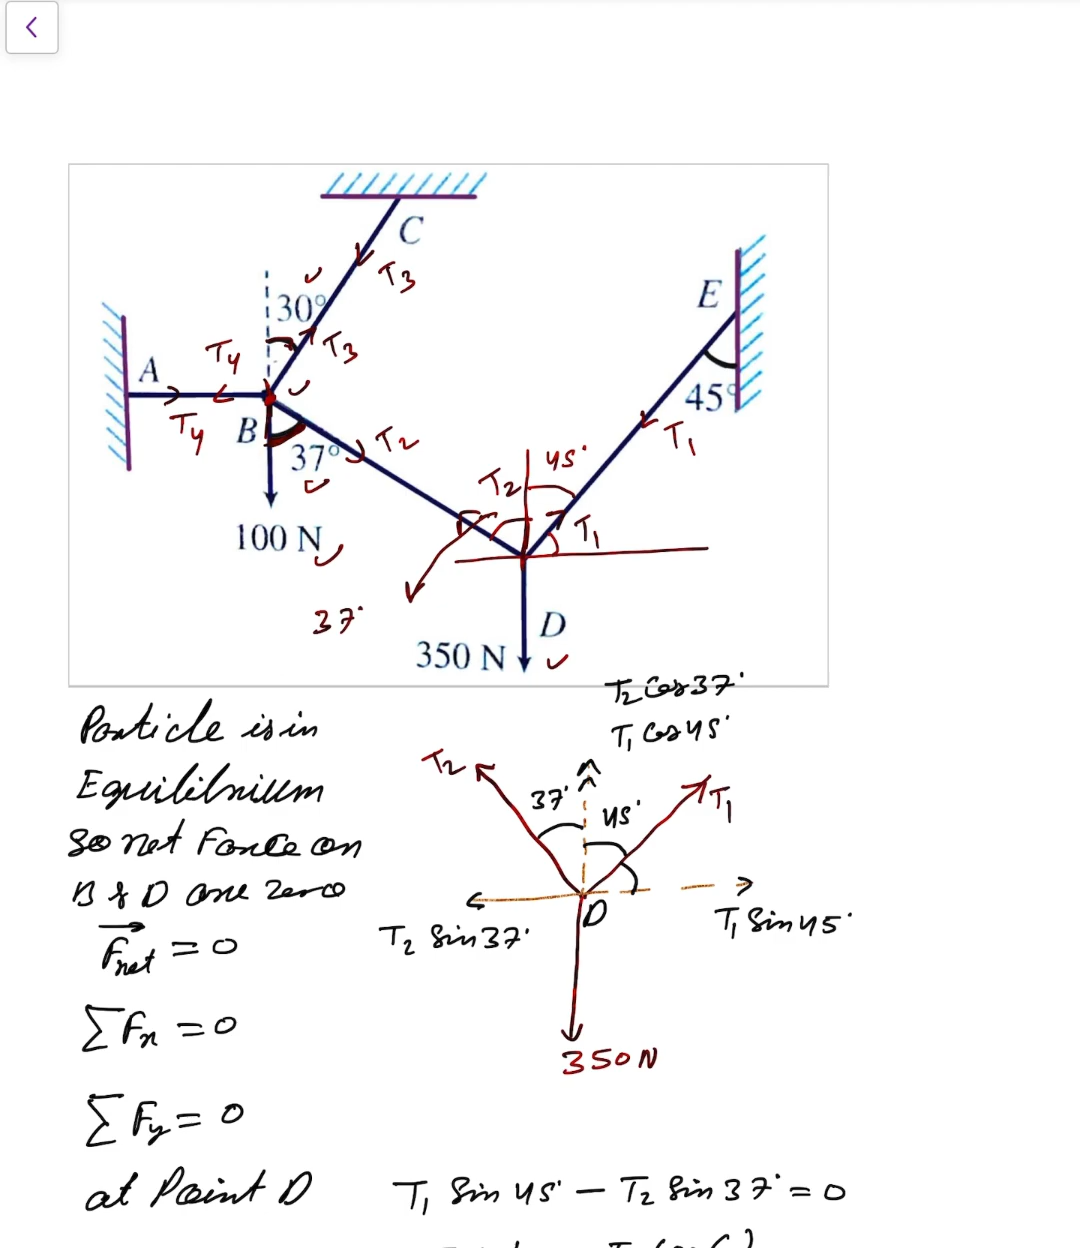 C
T3
30°
T3
E
T4
A
45°
T4
B
T1
T2
37°
45°
T2
100 N
T1
37°
D
350 N
T2 Cos37°
Particle is in
T1 Cos45°
T2
Equilibrium
37°
45°
T1
So net Force on
B & D are Zero
D
T1 Sin45°
Fnet = 0
T2 Sin37°
ΣFx = 0
350N
ΣFy = 0
at Point D T1 Sin 45° – T2 Sin 37° = 0